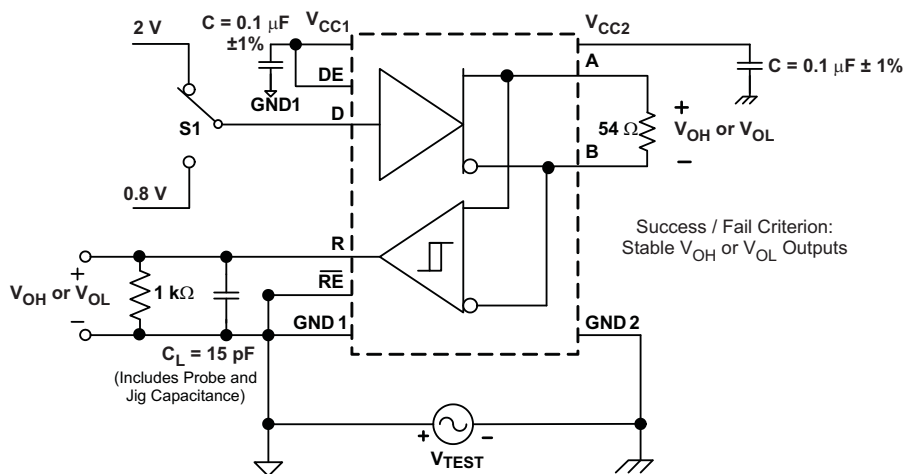 C = 0.1 μF
±1%
VCC1
VCC2
2 V
DE
A
C = 0.1 μF ± 1%
GND1
S1
D
54 Ω
+
VOH or VOL
−
B
0.8 V
Success / Fail Criterion:
Stable VOH or VOL Outputs
R
+
VOH or VOL
−
1 kΩ
RE
GND 1
GND 2
CL = 15 pF
(Includes Probe and
Jig Capacitance)
+
−
VTEST